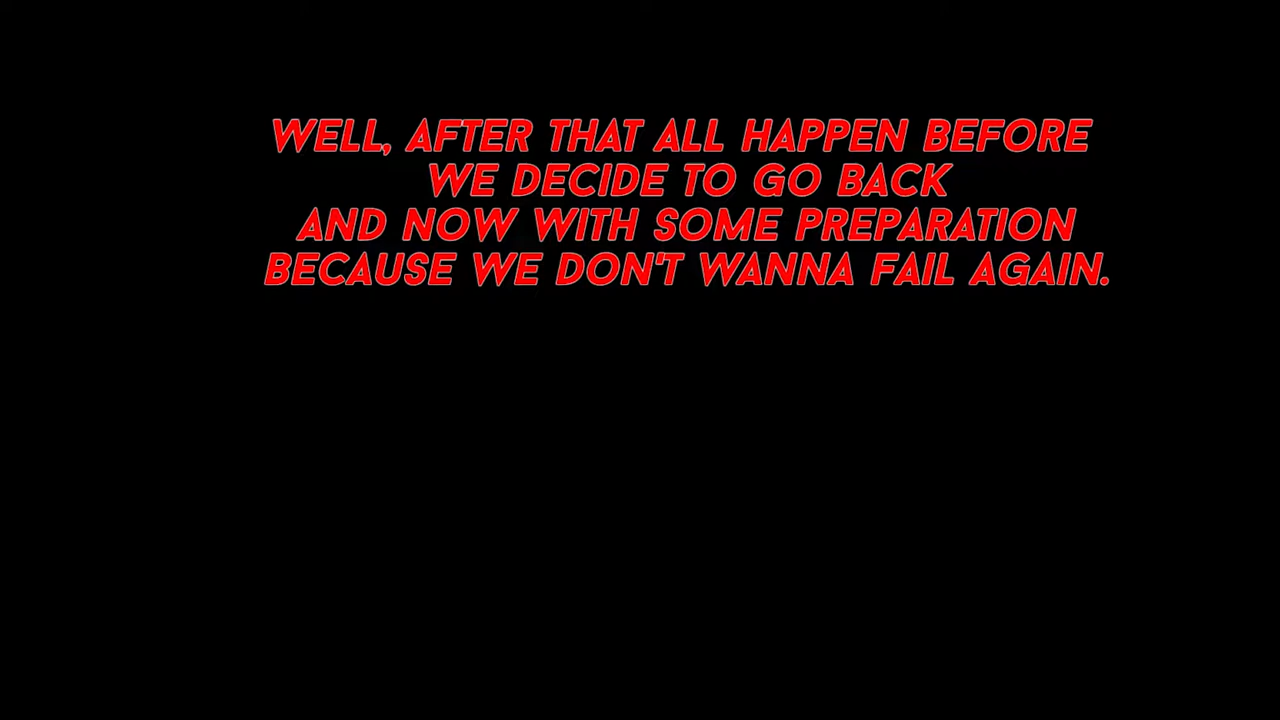 WELL, AFTER THAT ALL HAPPEN BEFORE
WE DECIDE TO GO BACK
AND NOW WITH SOME PREPARATION
BECAUSE WE DON'T WANNA FAIL AGAIN.